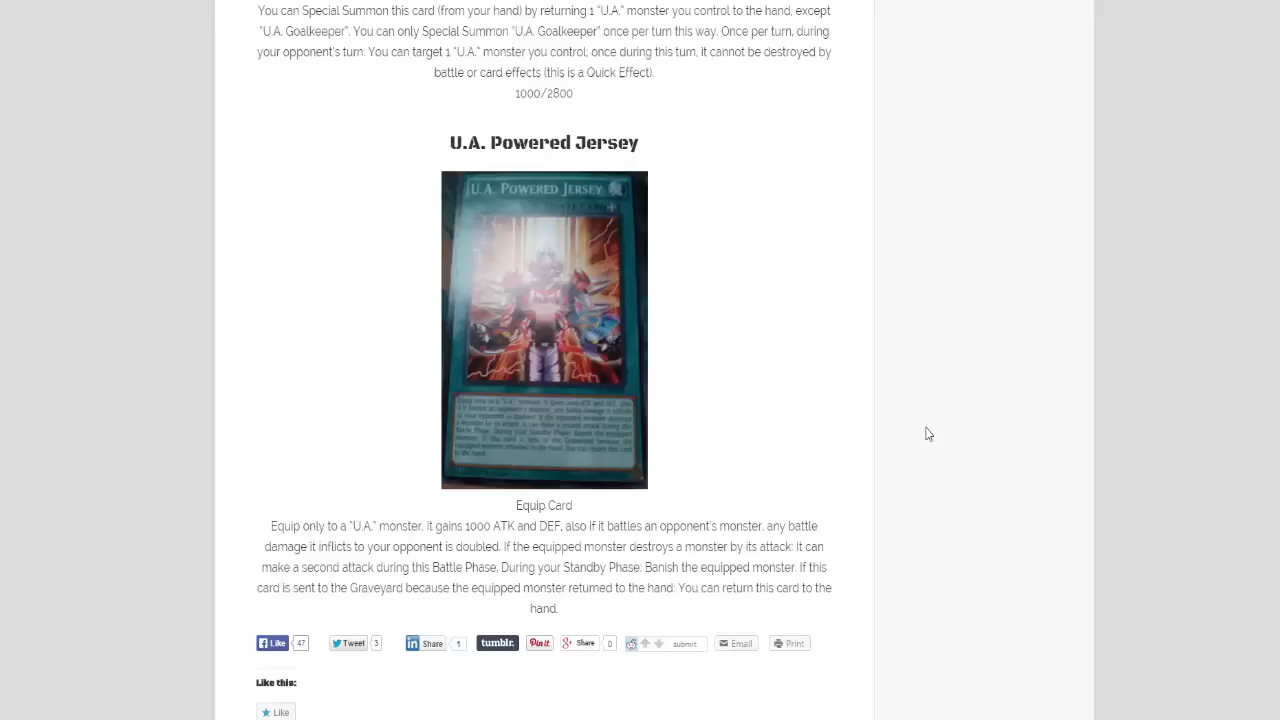 You can Special Summon this card (from your hand) by returning 1 "U.A." monster you control to the hand, except
"U.A. Goalkeeper". You can only Special Summon "U.A. Goalkeeper" once per turn this way. Once per turn, during
your opponent's turn: You can target 1 "U.A." monster you control; once during this turn, it cannot be destroyed by
battle or card effects (this is a Quick Effect).
1000/2800
U.A. Powered Jersey
U.A. POWERED JERSEY
Equip Card
Equip only to a "U.A." monster. It gains 1000 ATK and DEF, also if it battles an opponent's monster, any battle
damage it inflicts to your opponent is doubled. If the equipped monster destroys a monster by its attack: It can
make a second attack during this Battle Phase. During your Standby Phase: Banish the equipped monster. If this
card is sent to the Graveyard because the equipped monster returned to the hand: You can return this card to the
hand.
Like 47 Tweet 3 Share 1 tumblr. Pin it Share 0 submit Email Print
Like this:
Like